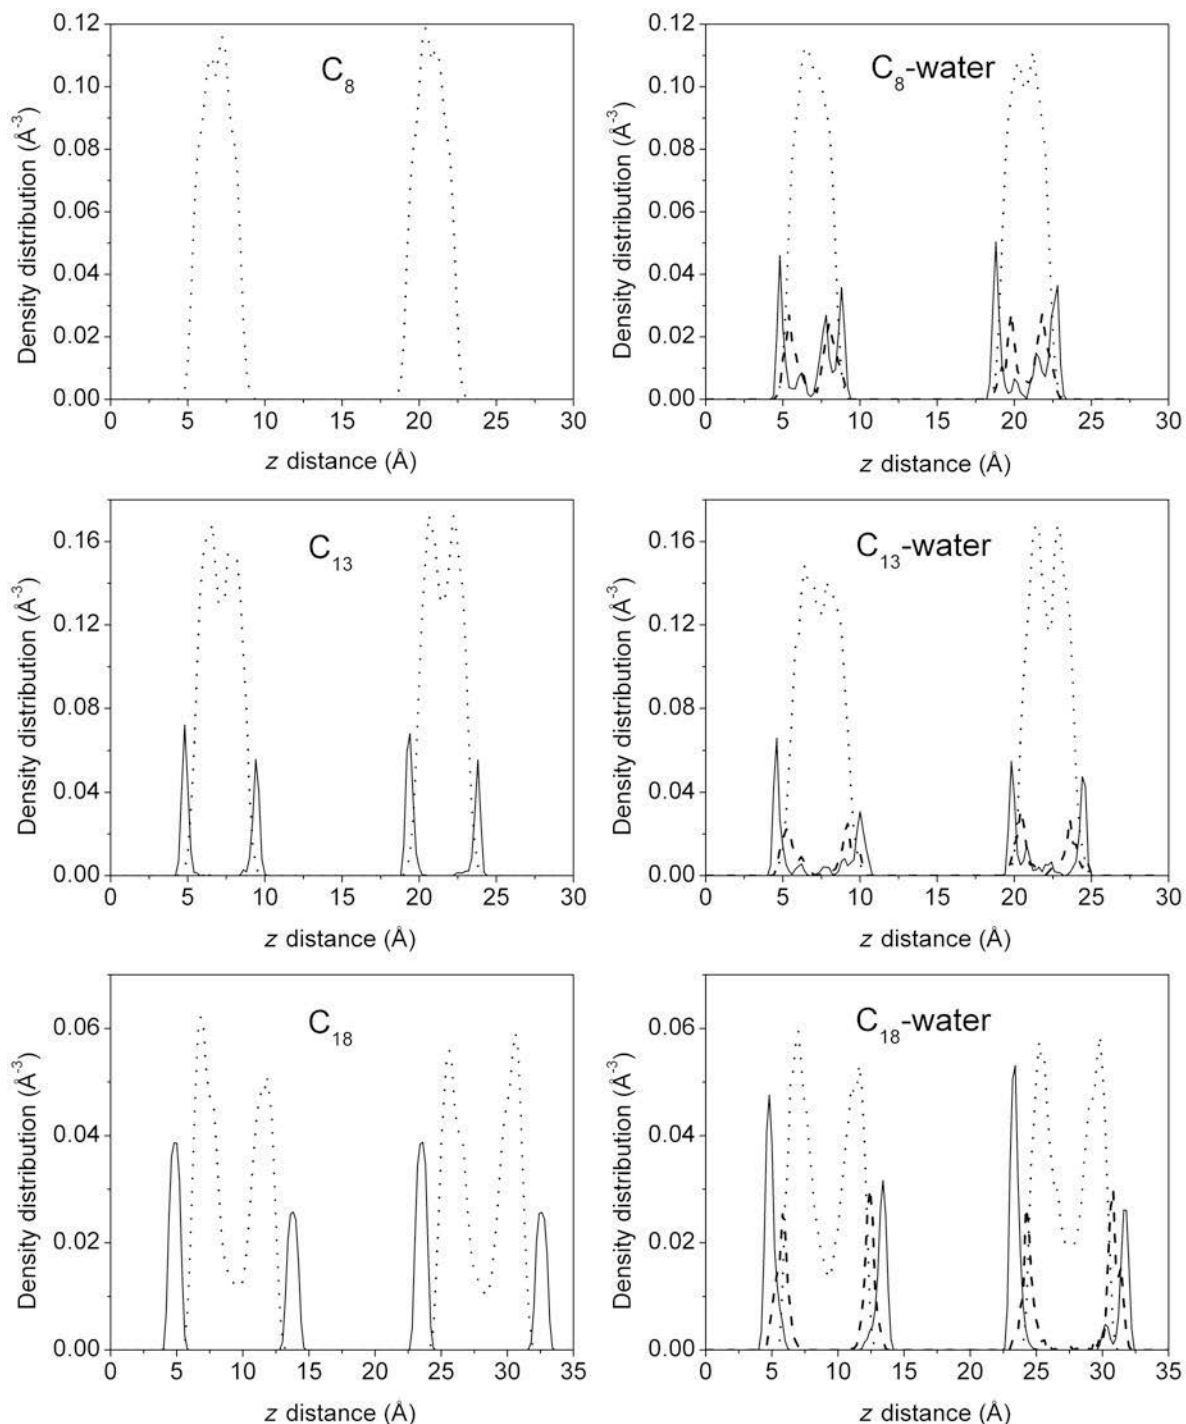 C8
Density distribution (Å-3)
0.12
0.10
0.08
0.06
0.04
0.02
0.00
0 5 10 15 20 25 30
z distance (Å)
C8-water
Density distribution (Å-3)
0.12
0.10
0.08
0.06
0.04
0.02
0.00
0 5 10 15 20 25 30
z distance (Å)
C13
Density distribution (Å-3)
0.16
0.12
0.08
0.04
0.00
0 5 10 15 20 25 30
z distance (Å)
C13-water
Density distribution (Å-3)
0.16
0.12
0.08
0.04
0.00
0 5 10 15 20 25 30
z distance (Å)
C18
Density distribution (Å-3)
0.06
0.04
0.02
0.00
0 5 10 15 20 25 30 35
z distance (Å)
C18-water
Density distribution (Å-3)
0.06
0.04
0.02
0.00
0 5 10 15 20 25 30 35
z distance (Å)